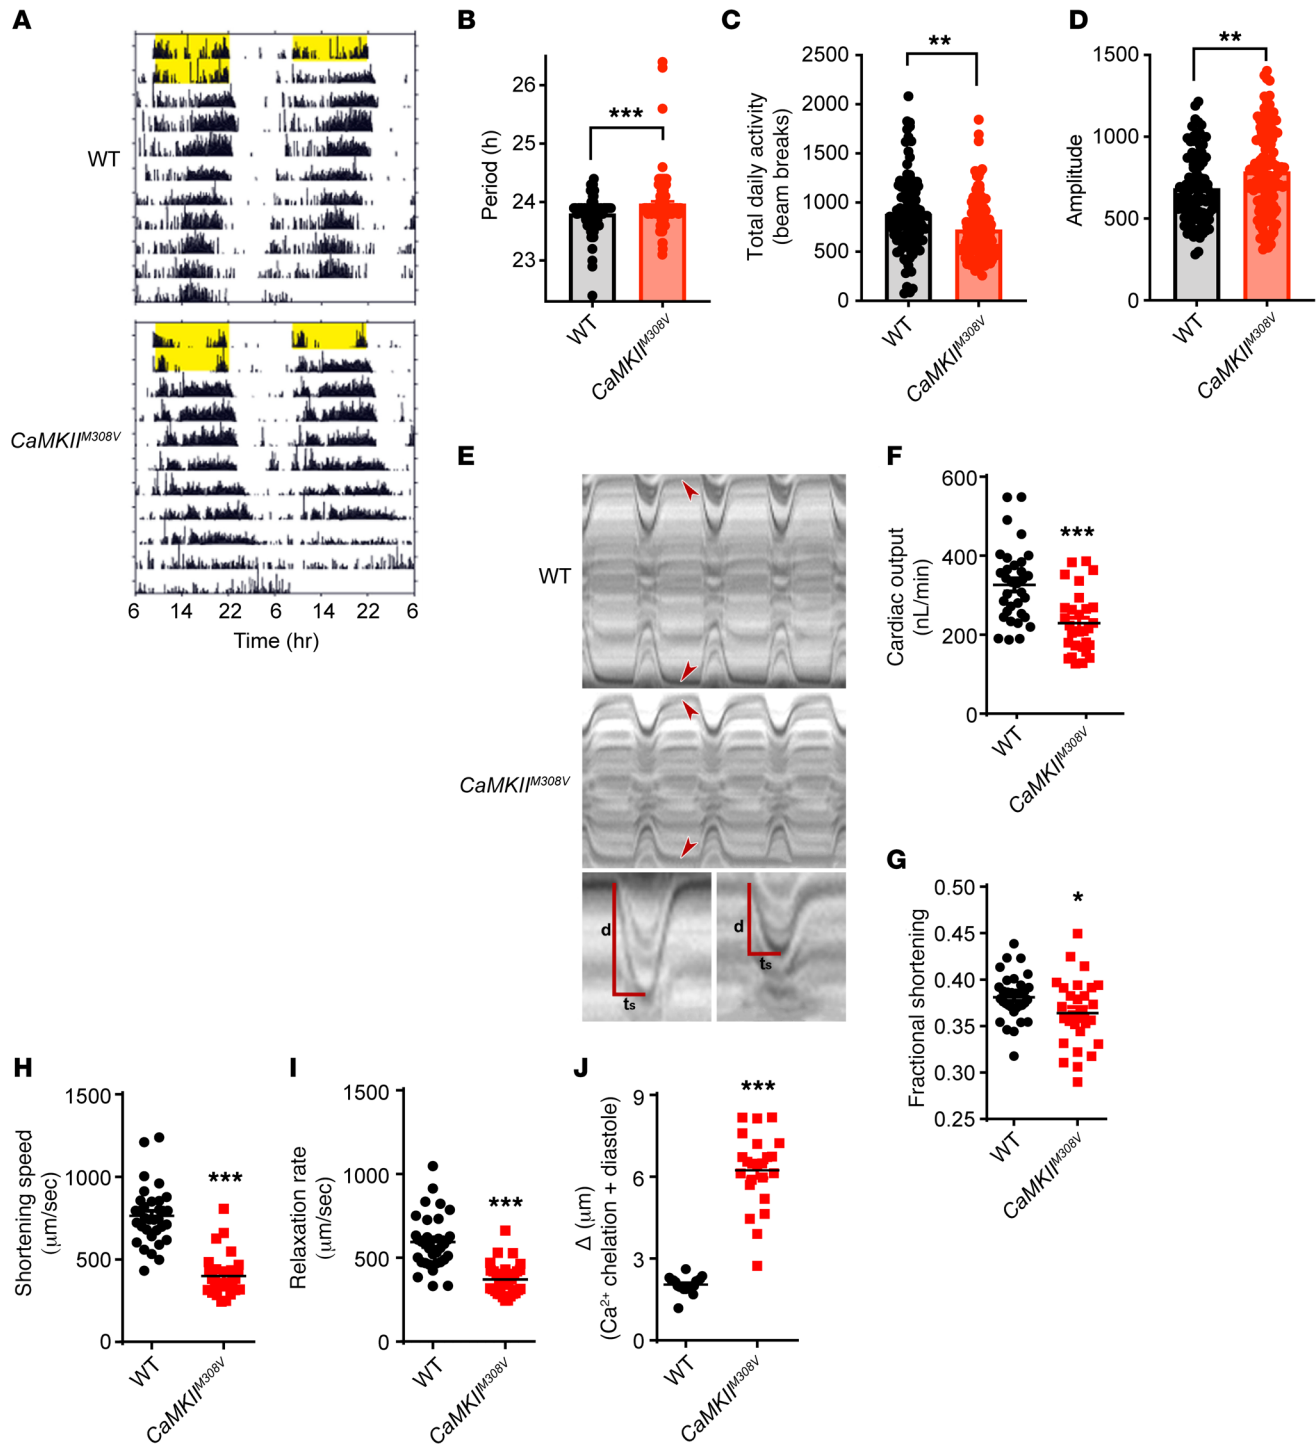 A
WT
CaMKII^M308V
6 14 22 6 14 22 6
Time (hr)
B
Period (h)
26
25
24
23
***
WT
CaMKII^M308V
C
Total daily activity
(beam breaks)
2500
2000
1500
1000
500
0
**
WT
CaMKII^M308V
D
Amplitude
1500
1000
500
0
**
WT
CaMKII^M308V
E
WT
CaMKII^M308V
d
ts
d
ts
F
Cardiac output
(nL/min)
600
400
200
0
***
WT
CaMKII^M308V
G
Fractional shortening
0.50
0.45
0.40
0.35
0.30
0.25
*
WT
CaMKII^M308V
H
Shortening speed
(μm/sec)
1500
1000
500
0
***
WT
CaMKII^M308V
I
Relaxation rate
(μm/sec)
1500
1000
500
0
***
WT
CaMKII^M308V
J
Δ (μm)
(Ca²⁺ chelation + diastole)
9
6
3
0
***
WT
CaMKII^M308V